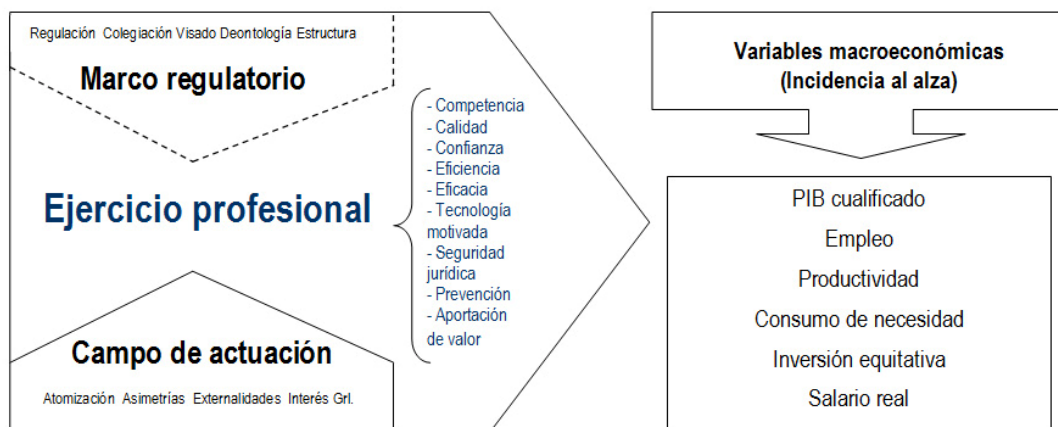 Regulación Colegiación Visado Deontología Estructura
Marco regulatorio
Ejercicio profesional
- Competencia
- Calidad
- Confianza
- Eficiencia
- Eficacia
- Tecnología
motivada
- Seguridad
jurídica
- Prevención
- Aportación
de valor
Campo de actuación
Atomización Asimetrías Externalidades Interés Grl.
Variables macroeconómicas
(Incidencia al alza)
PIB cualificado
Empleo
Productividad
Consumo de necesidad
Inversión equitativa
Salario real